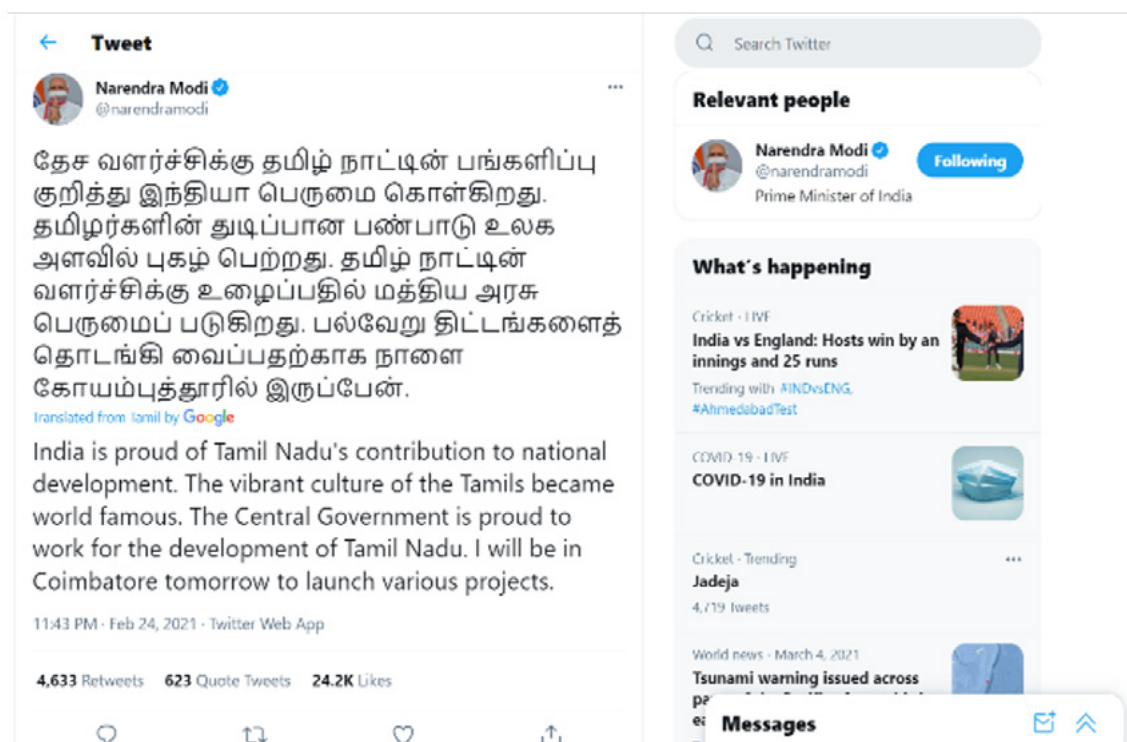 Tweet
Narendra Modi
@narendramodi
தேச வளர்ச்சிக்கு தமிழ் நாட்டின் பங்களிப்பு
குறித்து இந்தியா பெருமை கொள்கிறது.
தமிழர்களின் துடிப்பான பண்பாடு உலக
அளவில் புகழ் பெற்றது. தமிழ் நாட்டின்
வளர்ச்சிக்கு உழைப்பதில் மத்திய அரசு
பெருமைப் படுகிறது. பல்வேறு திட்டங்களைத்
தொடங்கி வைப்பதற்காக நாளை
கோயம்புத்தூரில் இருப்பேன்.
Translated from Tamil by Google
India is proud of Tamil Nadu's contribution to national
development. The vibrant culture of the Tamils became
world famous. The Central Government is proud to
work for the development of Tamil Nadu. I will be in
Coimbatore tomorrow to launch various projects.
11:43 PM · Feb 24, 2021 · Twitter Web App
4,633 Retweets 623 Quote Tweets 24.2K Likes
Search Twitter
Relevant people
Narendra Modi
@narendramodi
Following
Prime Minister of India
What's happening
Cricket · LIVE
India vs England: Hosts win by an
innings and 25 runs
Trending with #INDvsENG,
#AhmedabadTest
COVID-19 · LIVE
COVID-19 in India
Cricket · Trending
Jadeja
4,719 Tweets
World news · March 4, 2021
Tsunami warning issued across
Messages